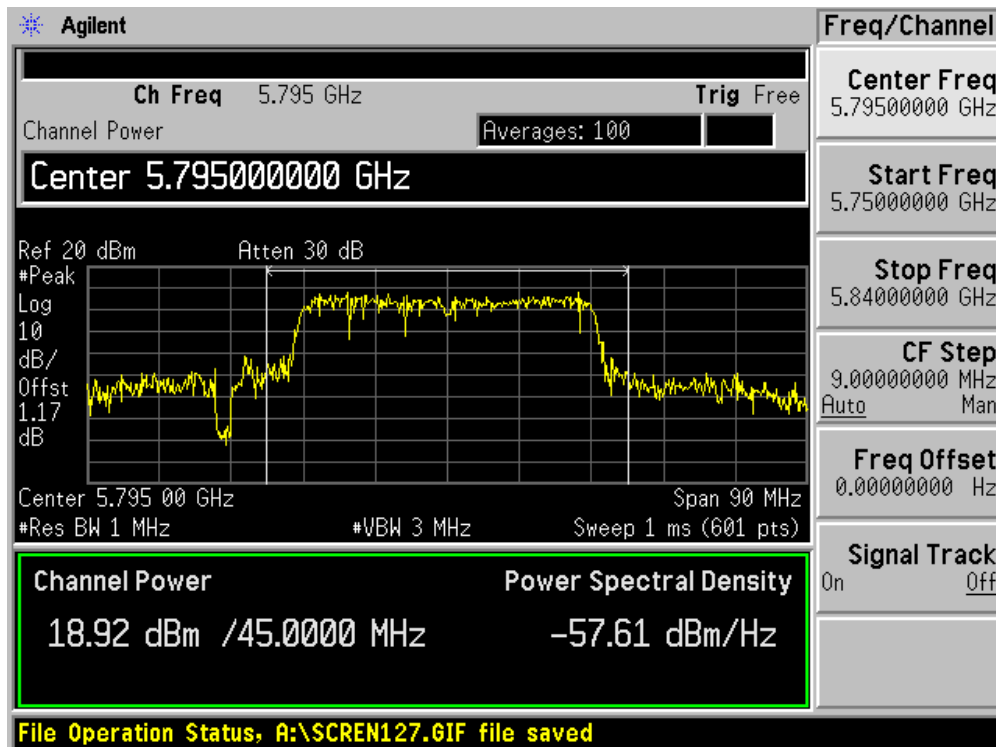 Agilent
Freq/Channel
Ch Freq 5.795 GHz Trig Free
Channel Power Averages: 100
Center 5.795000000 GHz
Ref 20 dBm Atten 30 dB
#Peak
Log
10
dB/
Offst
1.17
dB
Center 5.795 00 GHz Span 90 MHz
#Res BW 1 MHz #VBW 3 MHz Sweep 1 ms (601 pts)
Channel Power Power Spectral Density
18.92 dBm /45.0000 MHz -57.61 dBm/Hz
File Operation Status, A:\SCREN127.GIF file saved
Center Freq
5.79500000 GHz
Start Freq
5.75000000 GHz
Stop Freq
5.84000000 GHz
CF Step
9.00000000 MHz
Auto Man
Freq Offset
0.00000000 Hz
Signal Track
On Off